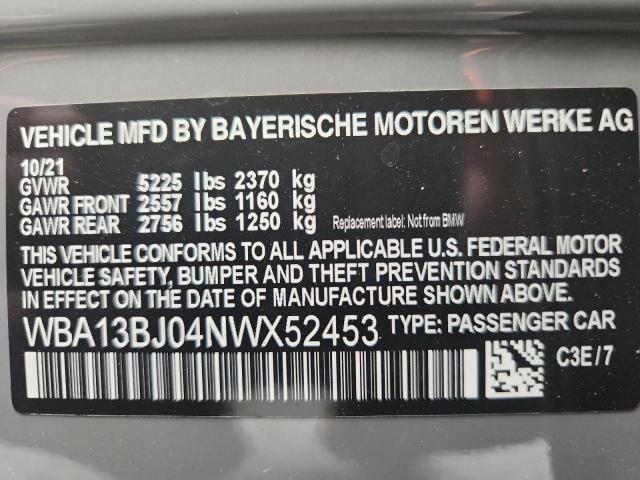 VEHICLE MFD BY BAYERISCHE MOTOREN WERKE AG
10/21
GVWR 5225 lbs 2370 kg
GAWR FRONT 2557 lbs 1160 kg
GAWR REAR 2756 lbs 1250 kg Replacement label: Not from BMW
THIS VEHICLE CONFORMS TO ALL APPLICABLE U.S. FEDERAL MOTOR
VEHICLE SAFETY, BUMPER AND THEFT PREVENTION STANDARDS
IN EFFECT ON THE DATE OF MANUFACTURE SHOWN ABOVE.
WBA13BJ04NWX52453 TYPE: PASSENGER CAR
C3E/7